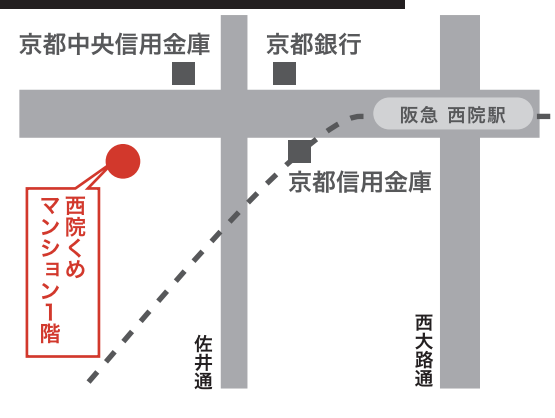 京都中央信用金庫
京都銀行
阪急 西院駅
京都信用金庫
西院くめ
マンション1階
佐井通
西大路通